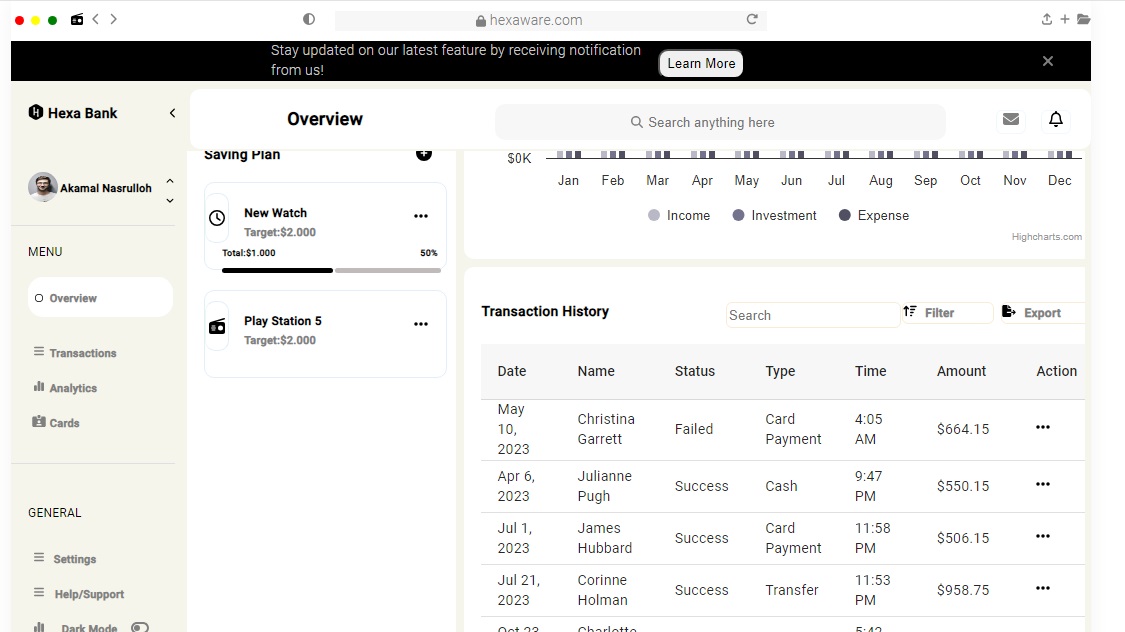 hexaware.com
Stay updated on our latest feature by receiving notification
from us!
Learn More
Hexa Bank
Overview
Search anything here
Akamal Nasrulloh
MENU
Overview
Transactions
Analytics
Cards
GENERAL
Settings
Help/Support
Dark Mode
Saving Plan
New Watch
Target:$2.000
Total:$1.000 50%
Play Station 5
Target:$2.000
$0K
Jan Feb Mar Apr May Jun Jul Aug Sep Oct Nov Dec
Income Investment Expense
Highcharts.com
Transaction History
Search
Filter
Export
Date Name Status Type Time Amount Action
May
10,
2023
Christina
Garrett
Failed
Card
Payment
4:05
AM
$664.15
Apr 6,
2023
Julianne
Pugh
Success
Cash
9:47
PM
$550.15
Jul 1,
2023
James
Hubbard
Success
Card
Payment
11:58
PM
$506.15
Jul 21,
2023
Corinne
Holman
Success
Transfer
11:53
PM
$958.75
Oct 23,
Charlotte
5:42